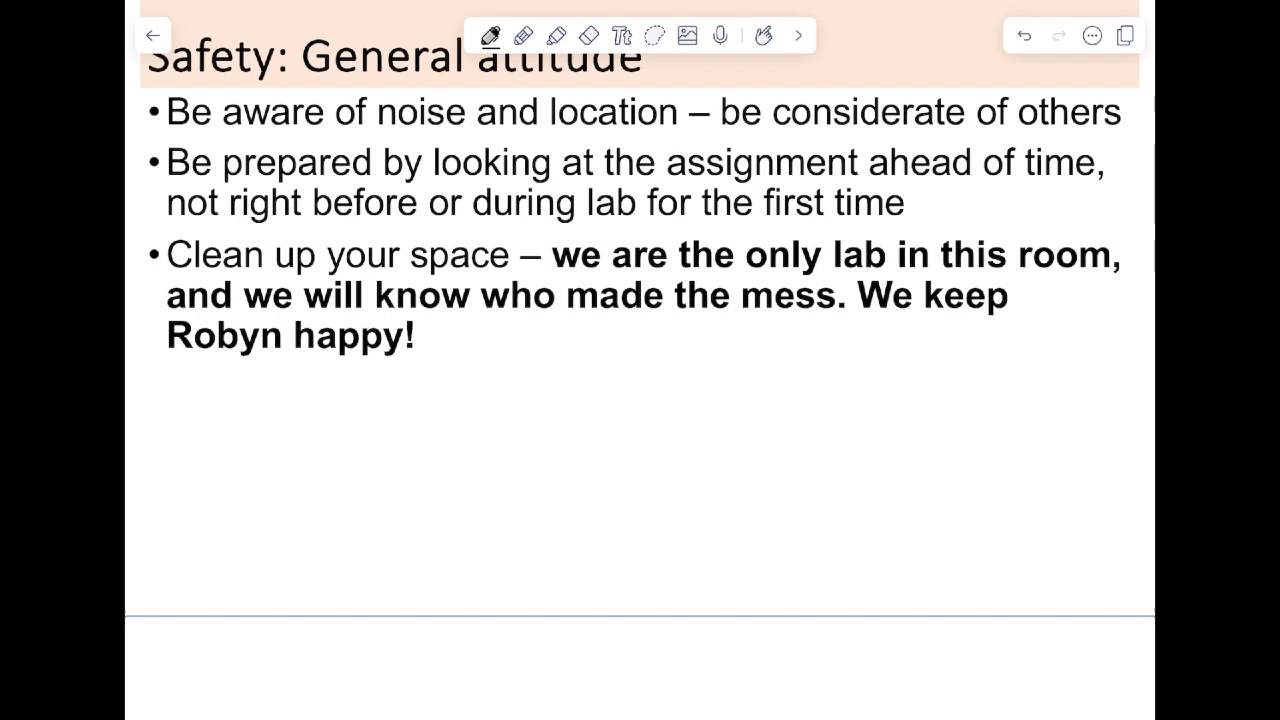 Safety: General attitude
•Be aware of noise and location – be considerate of others
•Be prepared by looking at the assignment ahead of time,
not right before or during lab for the first time
•Clean up your space – we are the only lab in this room,
and we will know who made the mess. We keep
Robyn happy!